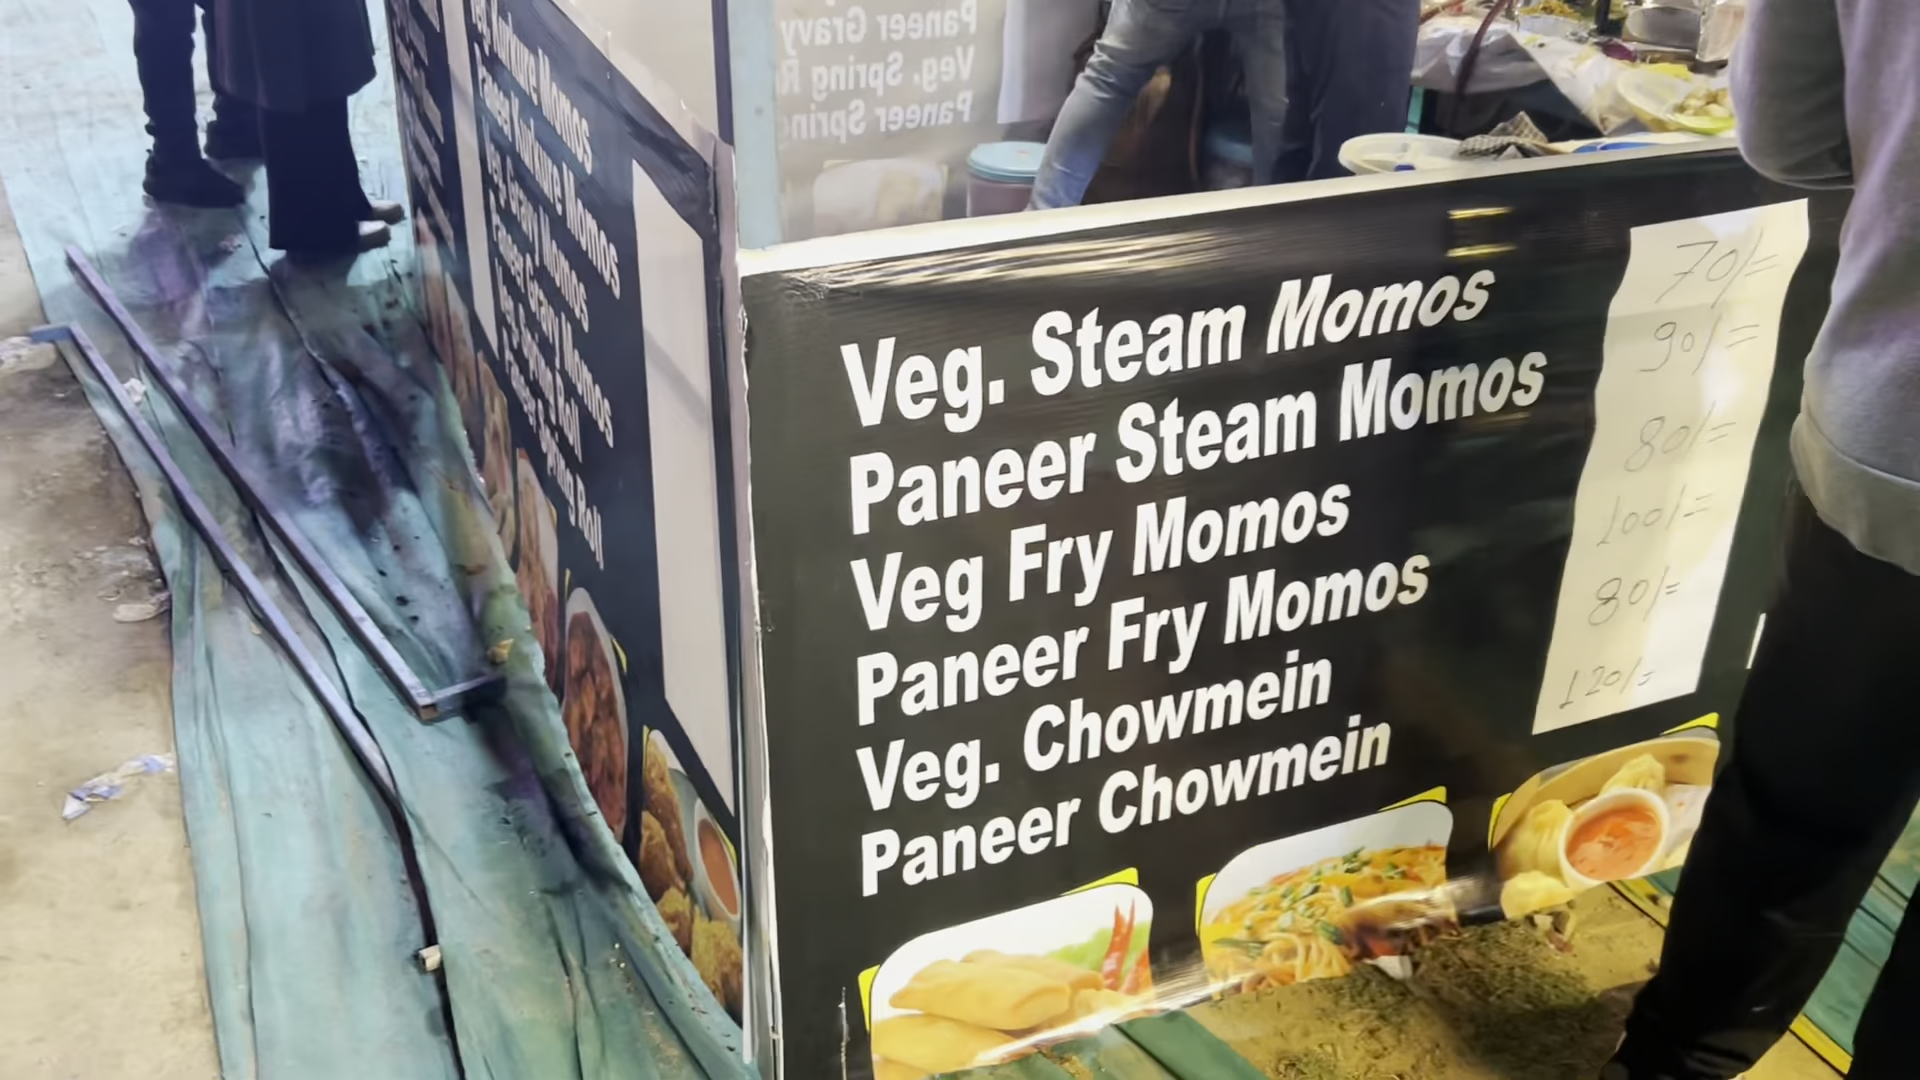 Veg. Steam Momos 70/=
Paneer Steam Momos 90/=
Veg Fry Momos 80/=
Paneer Fry Momos 100/=
Veg. Chowmein 80/=
Paneer Chowmein 120/=
Veg Kurkure Momos
Paneer Kurkure Momos
Veg. Gravy Momos
Paneer Gravy Momos
Veg. Spring Roll
Paneer Spring Roll
Paneer Gravy
Veg. Spring
Paneer